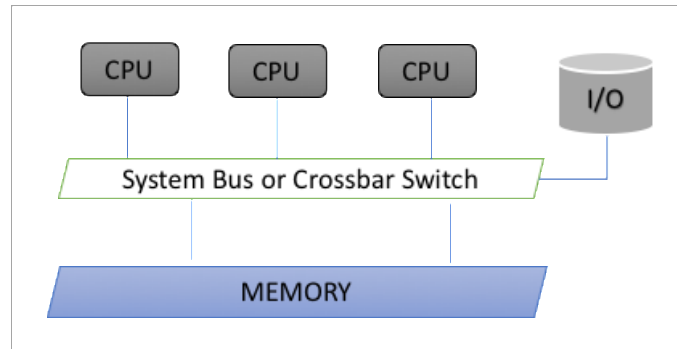 CPU
CPU
CPU
I/O
System Bus or Crossbar Switch
MEMORY